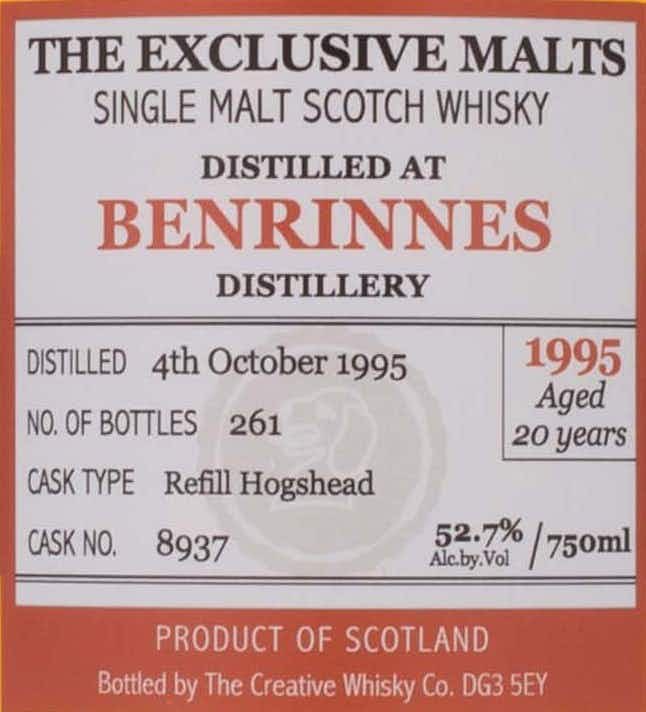 THE EXCLUSIVE MALTS
SINGLE MALT SCOTCH WHISKY
DISTILLED AT
BENRINNES
DISTILLERY
DISTILLED 4th October 1995
NO. OF BOTTLES 261
CASK TYPE Refill Hogshead
CASK NO. 8937
1995
Aged
20 years
52.7% / 750ml
Alc.by.Vol
PRODUCT OF SCOTLAND
Bottled by The Creative Whisky Co. DG3 5EY